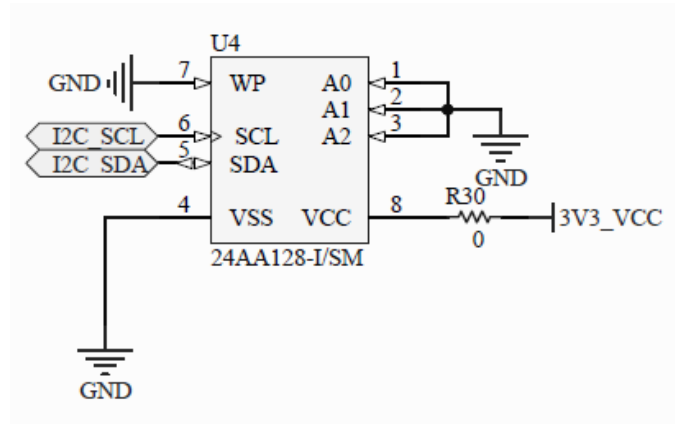 U4
GND 7 WP A0 1
A1 2
I2C_SCL 6 SCL A2 3
I2C_SDA 5 SDA
GND
R30
4 VSS VCC 8 3V3_VCC
0
24AA128-I/SM
GND